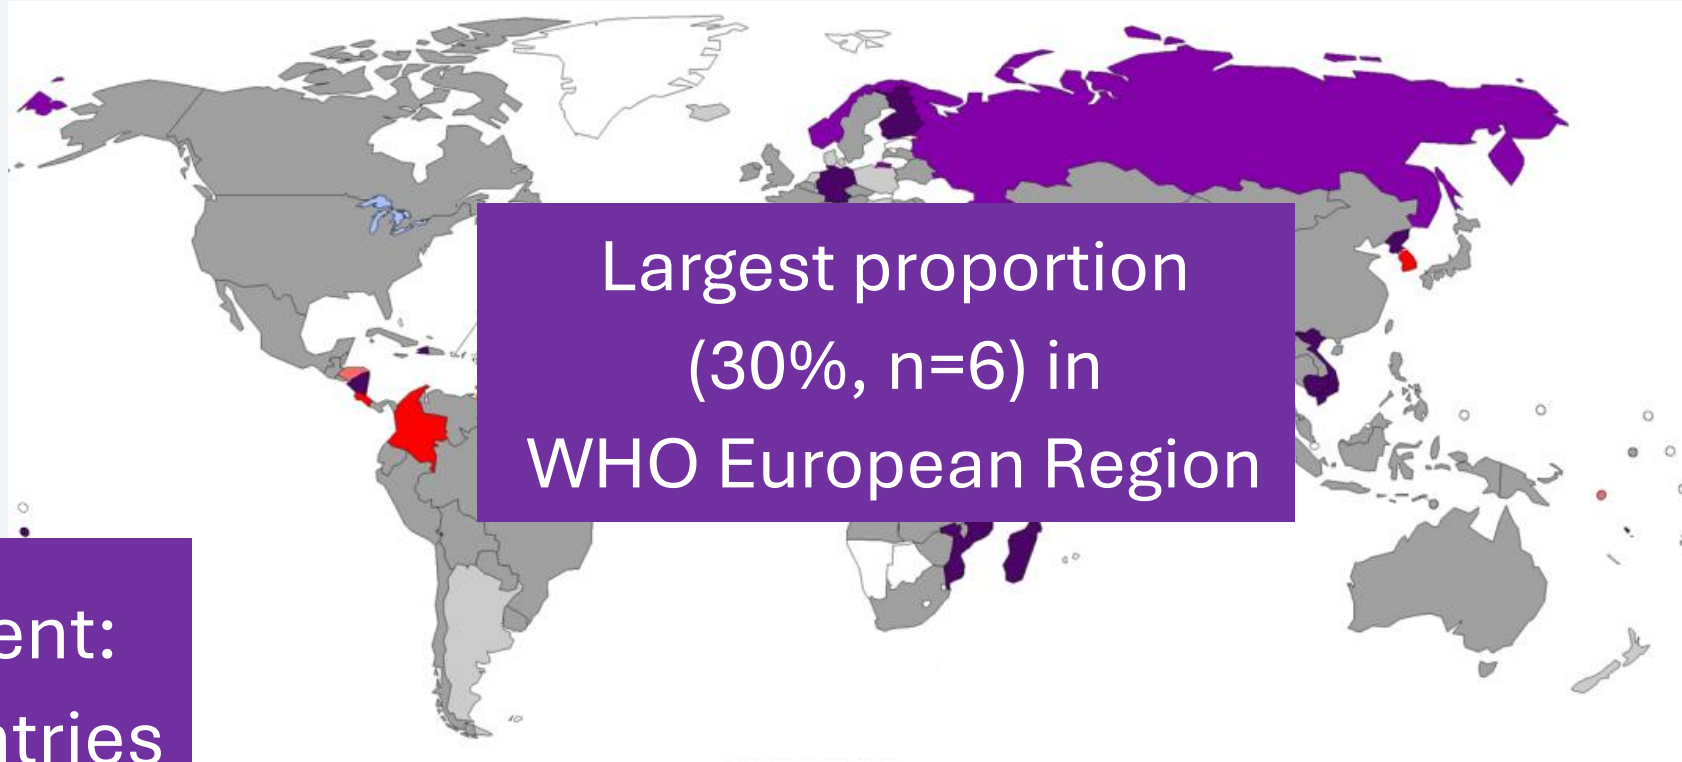 Largest proportion
(30%, n=6) in
WHO European Region
ent:
ntries